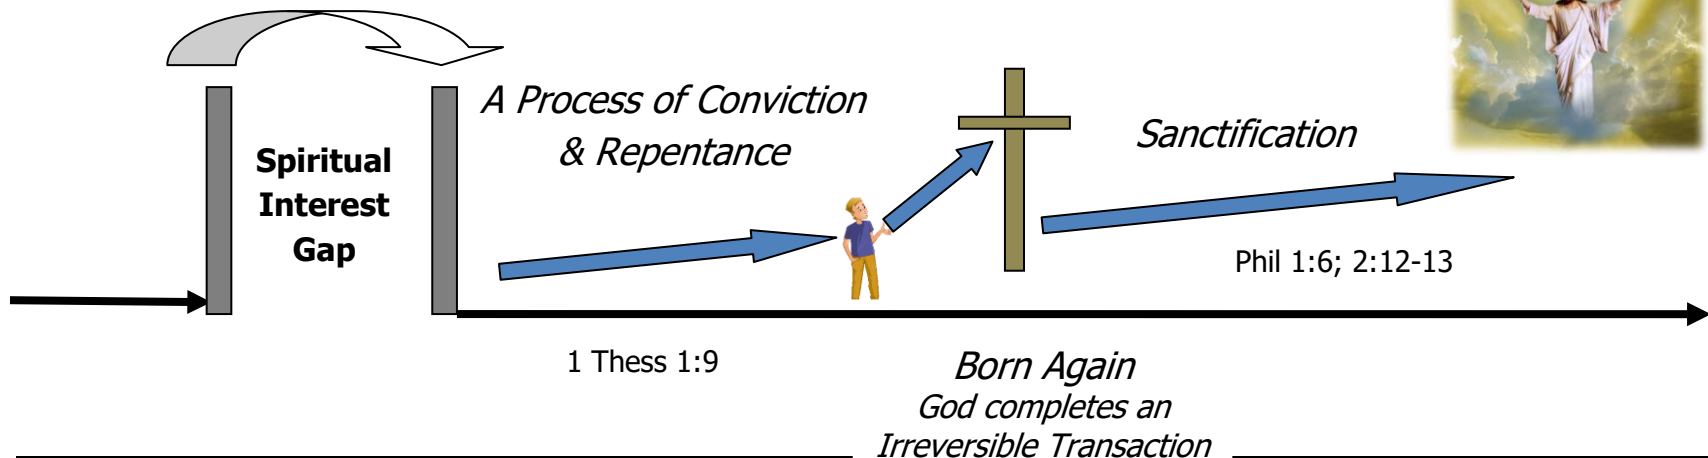 Spiritual
Interest
Gap
A Process of Conviction
& Repentance
Sanctification
Phil 1:6; 2:12-13
1 Thess 1:9
Born Again
God completes an
Irreversible Transaction